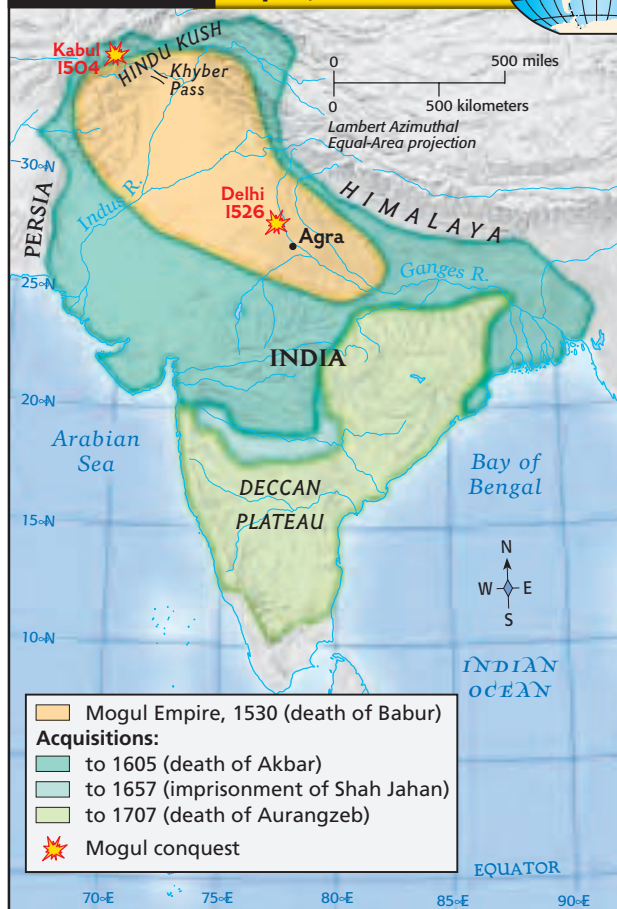 Kabul
1504
HINDU KUSH
Khyber
Pass
0 500 miles
0 500 kilometers
Lambert Azimuthal
Equal-Area projection
30°N
PERSIA
Indus R.
Delhi
1526
Agra
HIMALAYA
Ganges R.
25°N
INDIA
20°N
Arabian
Sea
Bay of
Bengal
DECCAN
PLATEAU
15°N
N
W E
S
10°N
INDIAN
OCEAN
Mogul Empire, 1530 (death of Babur)
Acquisitions:
to 1605 (death of Akbar)
to 1657 (imprisonment of Shah Jahan)
to 1707 (death of Aurangzeb)
Mogul conquest
EQUATOR
70°E 75°E 80°E 85°E 90°E